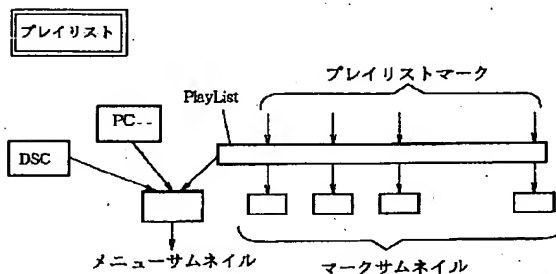 プレイリスト
プレイリストマーク
PlayList
PC--
DSC
メニューサムネイル
マークサムネイル